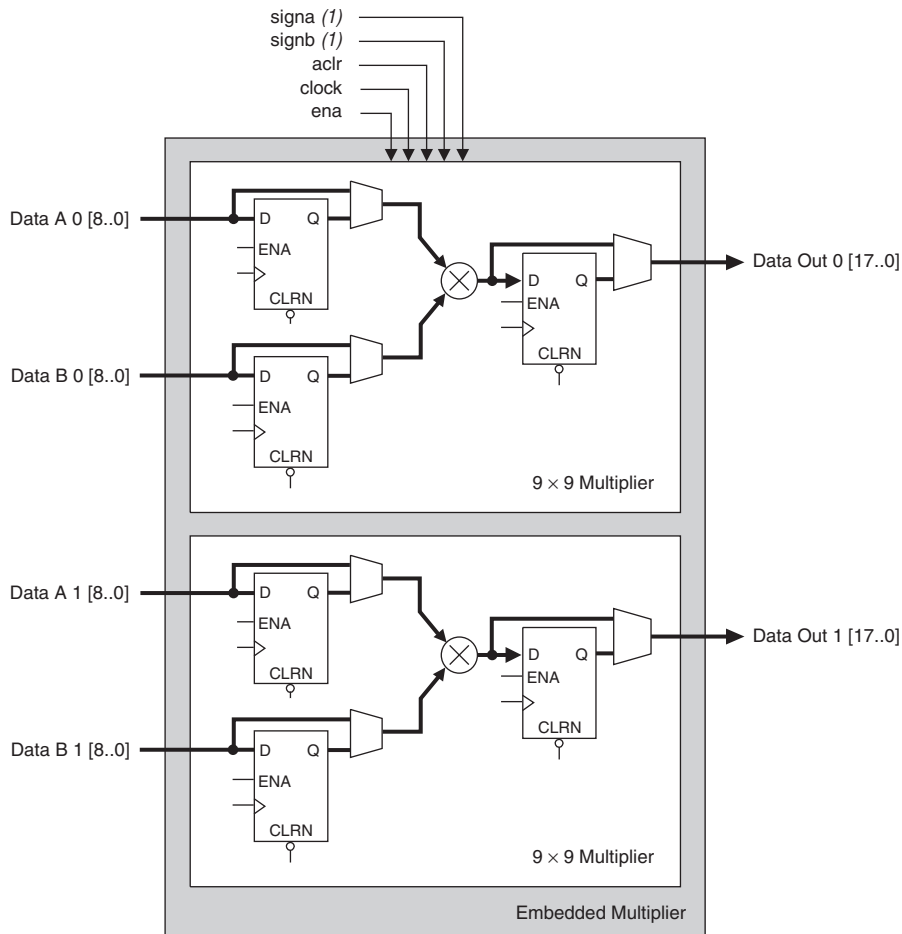 signa (1)
signb (1)
aclr
clock
ena
Data A 0 [8..0]
D Q
ENA
CLRN
Data B 0 [8..0]
D Q
ENA
CLRN
D Q
ENA
CLRN
Data Out 0 [17..0]
9 × 9 Multiplier
Data A 1 [8..0]
D Q
ENA
CLRN
Data B 1 [8..0]
D Q
ENA
CLRN
D Q
ENA
CLRN
Data Out 1 [17..0]
9 × 9 Multiplier
Embedded Multiplier